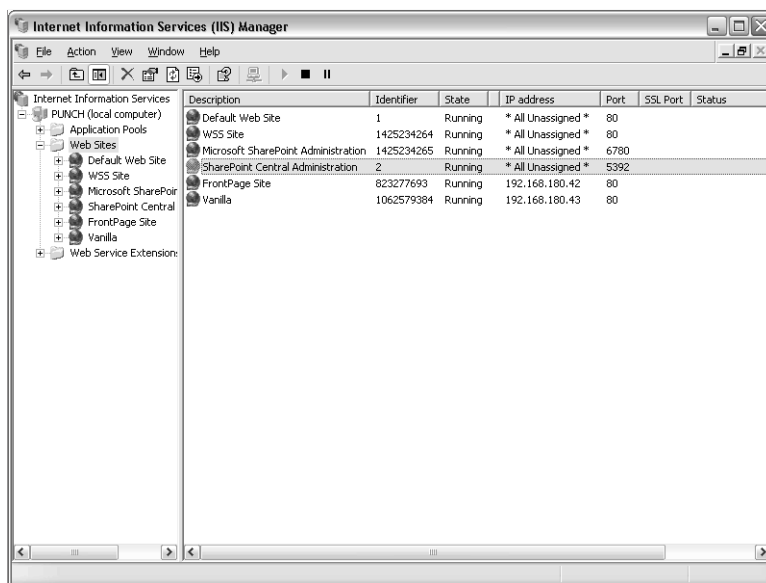 Internet Information Services (IIS) Manager
File Action View Window Help
Internet Information Services
PUNCH (local computer)
Application Pools
Web Sites
Default Web Site
WSS Site
Microsoft SharePoir
SharePoint Central
FrontPage Site
Vanilla
Web Service Extension:
Description Identifier State IP address Port SSL Port Status
Default Web Site 1 Running * All Unassigned * 80
WSS Site 1425234264 Running * All Unassigned * 80
Microsoft SharePoint Administration 1425234265 Running * All Unassigned * 6780
SharePoint Central Administration 2 Running * All Unassigned * 5392
FrontPage Site 823277693 Running 192.168.180.42 80
Vanilla 1062579384 Running 192.168.180.43 80